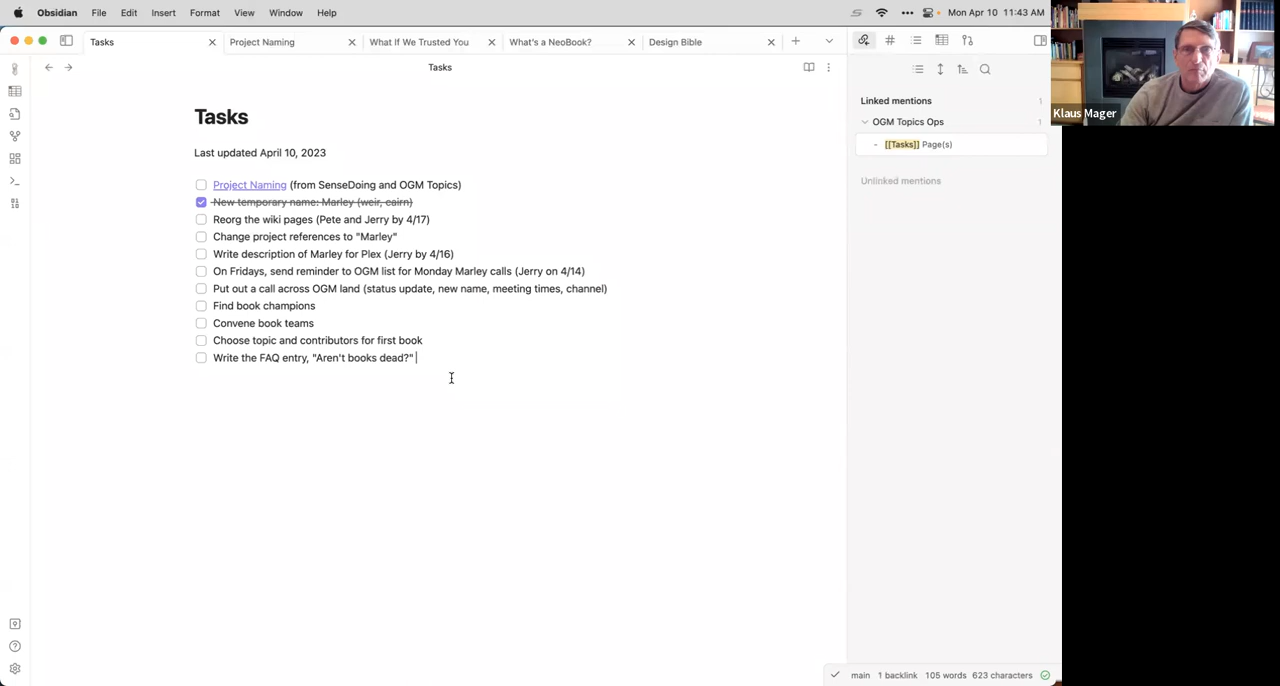 Obsidian File Edit Insert Format View Window Help Mon Apr 10 11:43 AM
Tasks Project Naming What If We Trusted You What's a NeoBook? Design Bible
Tasks
Klaus Mager
Tasks
Last updated April 10, 2023
Project Naming (from SenseDoing and OGM Topics)
New temporary name: Marley (weir, cairn)
Reorg the wiki pages (Pete and Jerry by 4/17)
Change project references to "Marley"
Write description of Marley for Plex (Jerry by 4/16)
On Fridays, send reminder to OGM list for Monday Marley calls (Jerry on 4/14)
Put out a call across OGM land (status update, new name, meeting times, channel)
Find book champions
Convene book teams
Choose topic and contributors for first book
Write the FAQ entry, "Aren't books dead?"
Linked mentions 1
OGM Topics Ops 1
- [[Tasks]] Page(s)
Unlinked mentions
main 1 backlink 105 words 623 characters